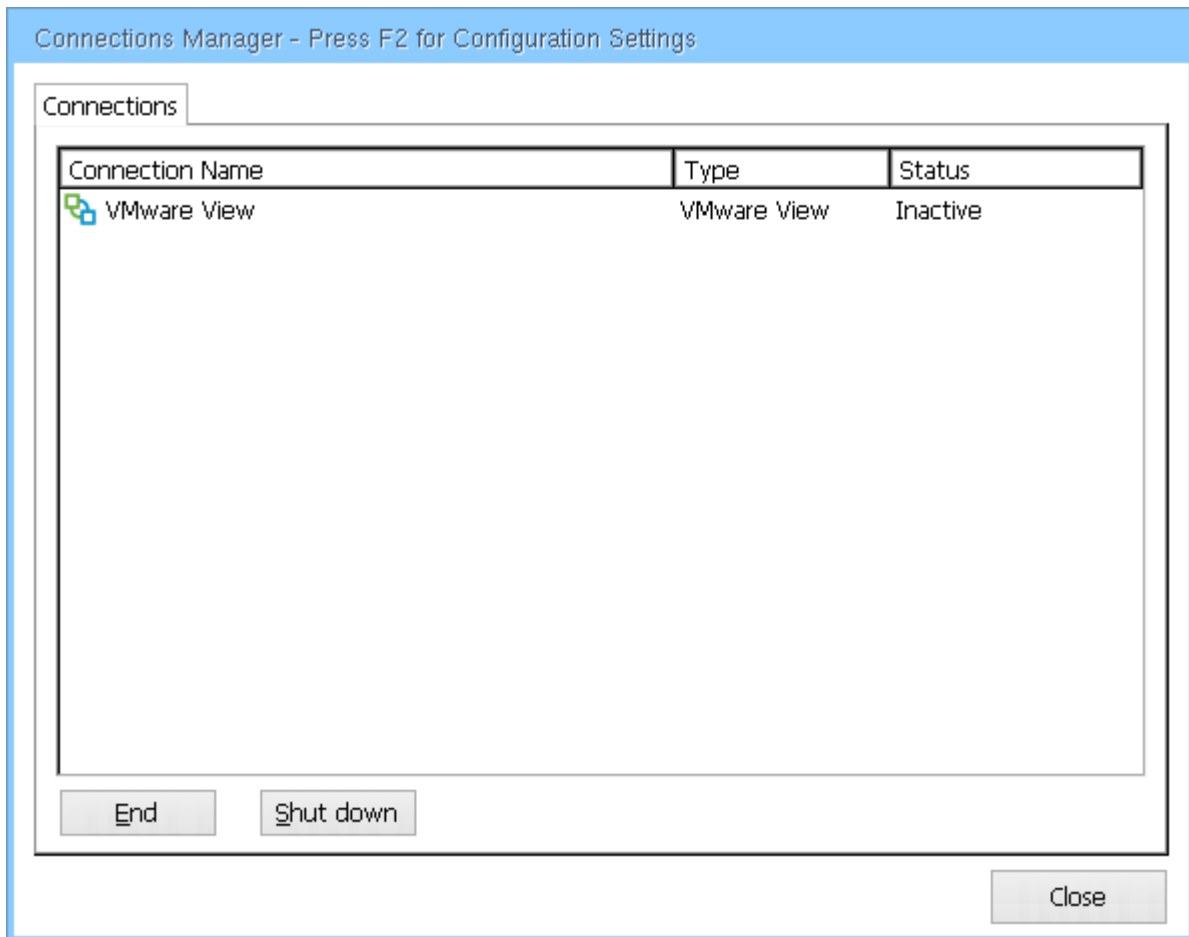 Connections Manager - Press F2 for Configuration Settings
Connections
Connection Name Type Status
VMware View VMware View Inactive
End Shut down
Close